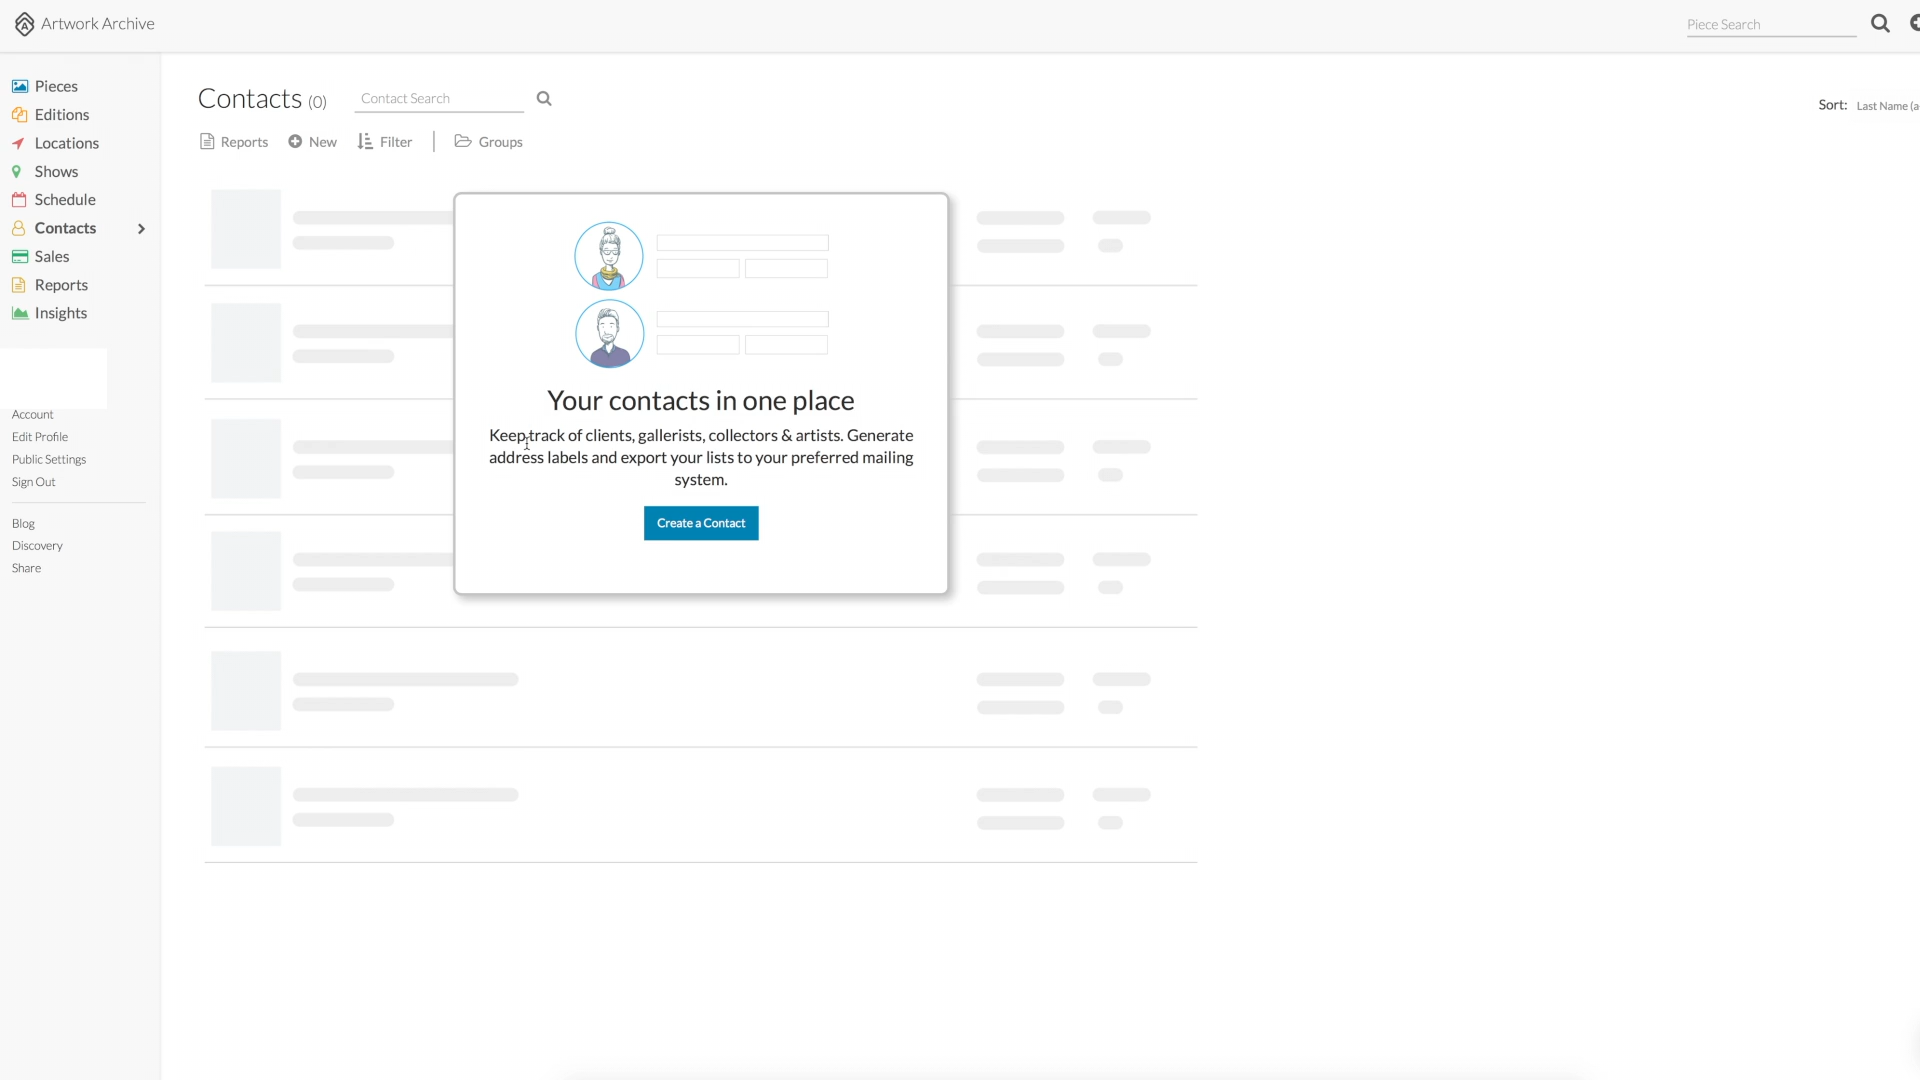 Artwork Archive
Piece Search
Pieces
Editions
Locations
Shows
Schedule
Contacts
Sales
Reports
Insights
Account
Edit Profile
Public Settings
Sign Out
Blog
Discovery
Share
Contacts (0)
Contact Search
Sort: Last Name (a
Reports
New
Filter
Groups
Your contacts in one place
Keep track of clients, gallerists, collectors & artists. Generate
address labels and export your lists to your preferred mailing
system.
Create a Contact